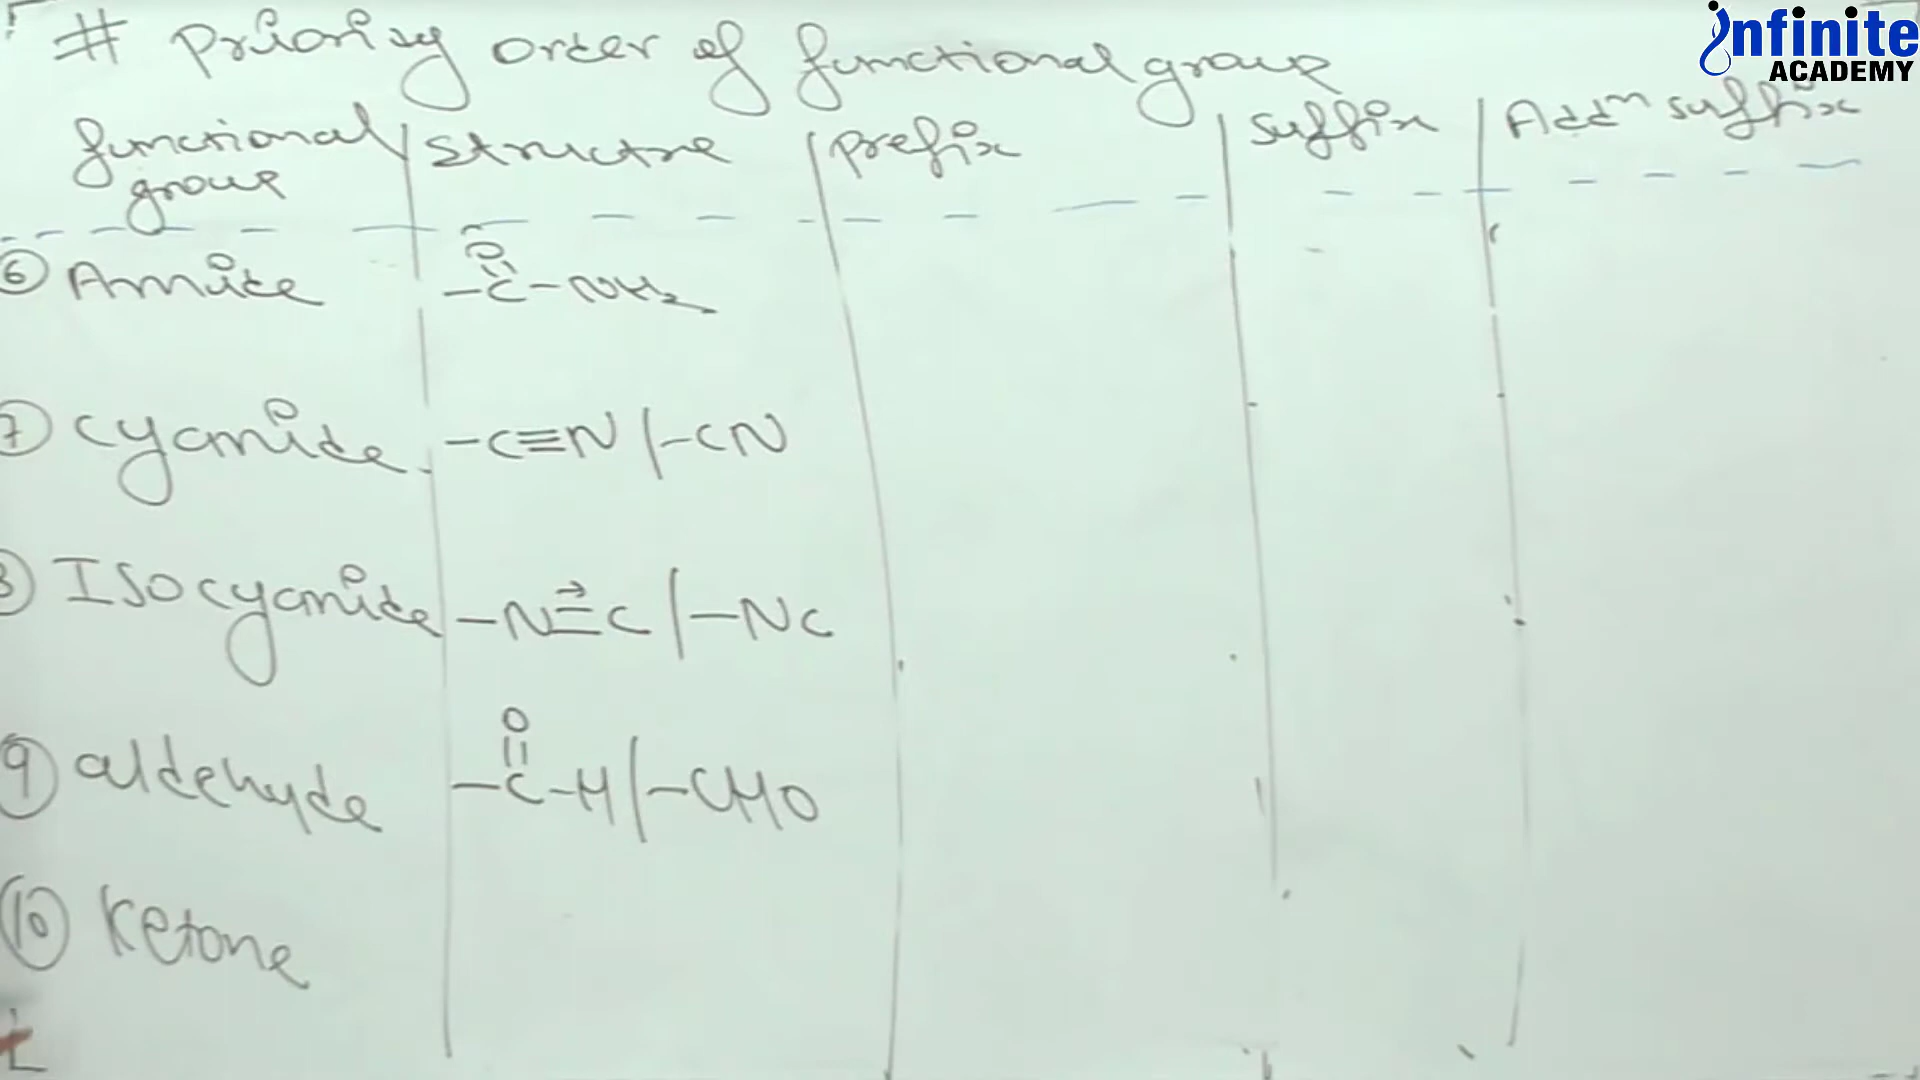 infinite
ACADEMY
# Priority order of functional group
functional group | Structre | Prefix | Suffix | Addn suffix
⑥ Amide O
-C-NH2
⑦ cyanide -C≡N / -CN
⑧ Isocyanide -N≡C / -NC
O
⑨ aldehyde -C-H / -CHO
⑩ Ketone